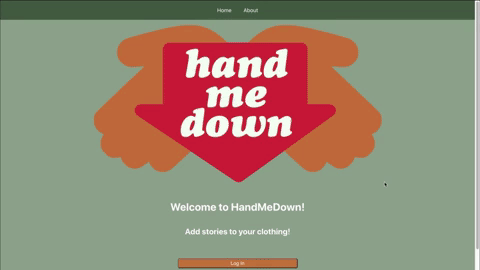 Home About
hand
me
down
Welcome to HandMeDown!
Add stories to your clothing!
Log In